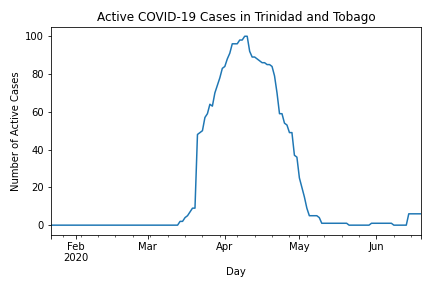 Active COVID-19 Cases in Trinidad and Tobago
100
80
60
40
20
0
Number of Active Cases
Feb
2020
Mar
Apr
May
Jun
Day